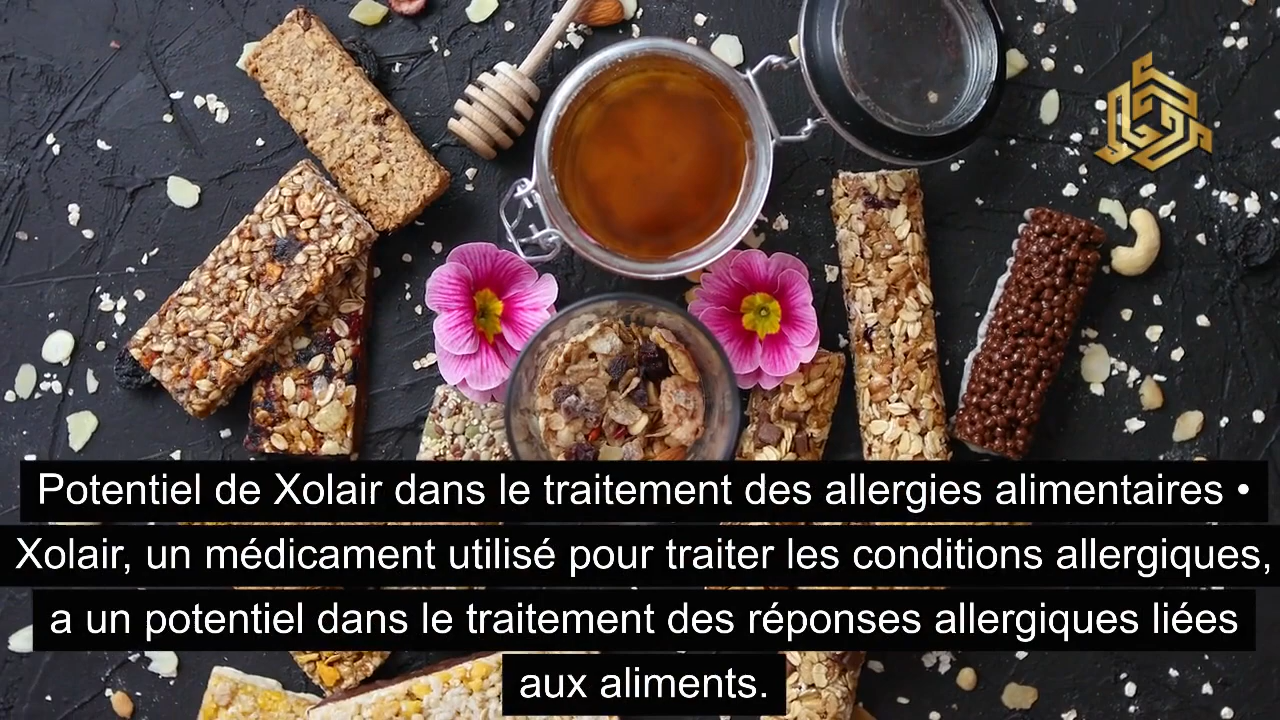 Potentiel de Xolair dans le traitement des allergies alimentaires •
Xolair, un médicament utilisé pour traiter les conditions allergiques,
a un potentiel dans le traitement des réponses allergiques liées
aux aliments.